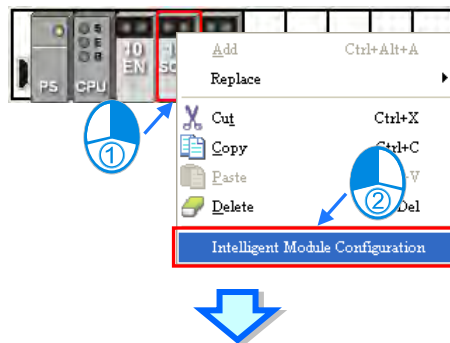 PS
CPU
10
EN
Add Ctrl+Alt+A
Replace
Cut Ctrl+X
Copy Ctrl+C
Paste
Delete Del
Intelligent Module Configuration
①
②